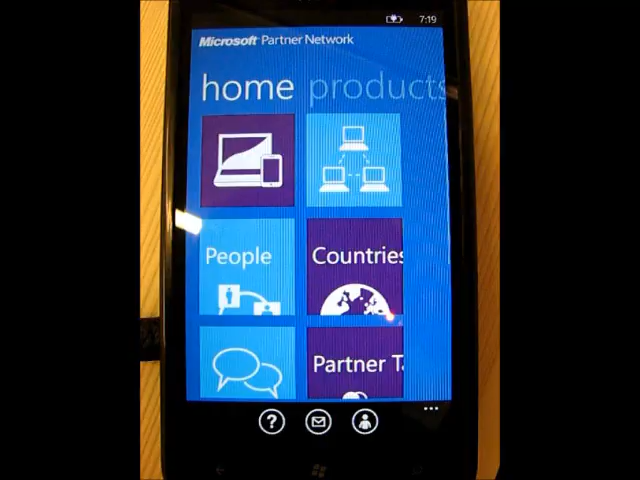 7:19
Microsoft Partner Network
home products
People
Countries
Partner T
?